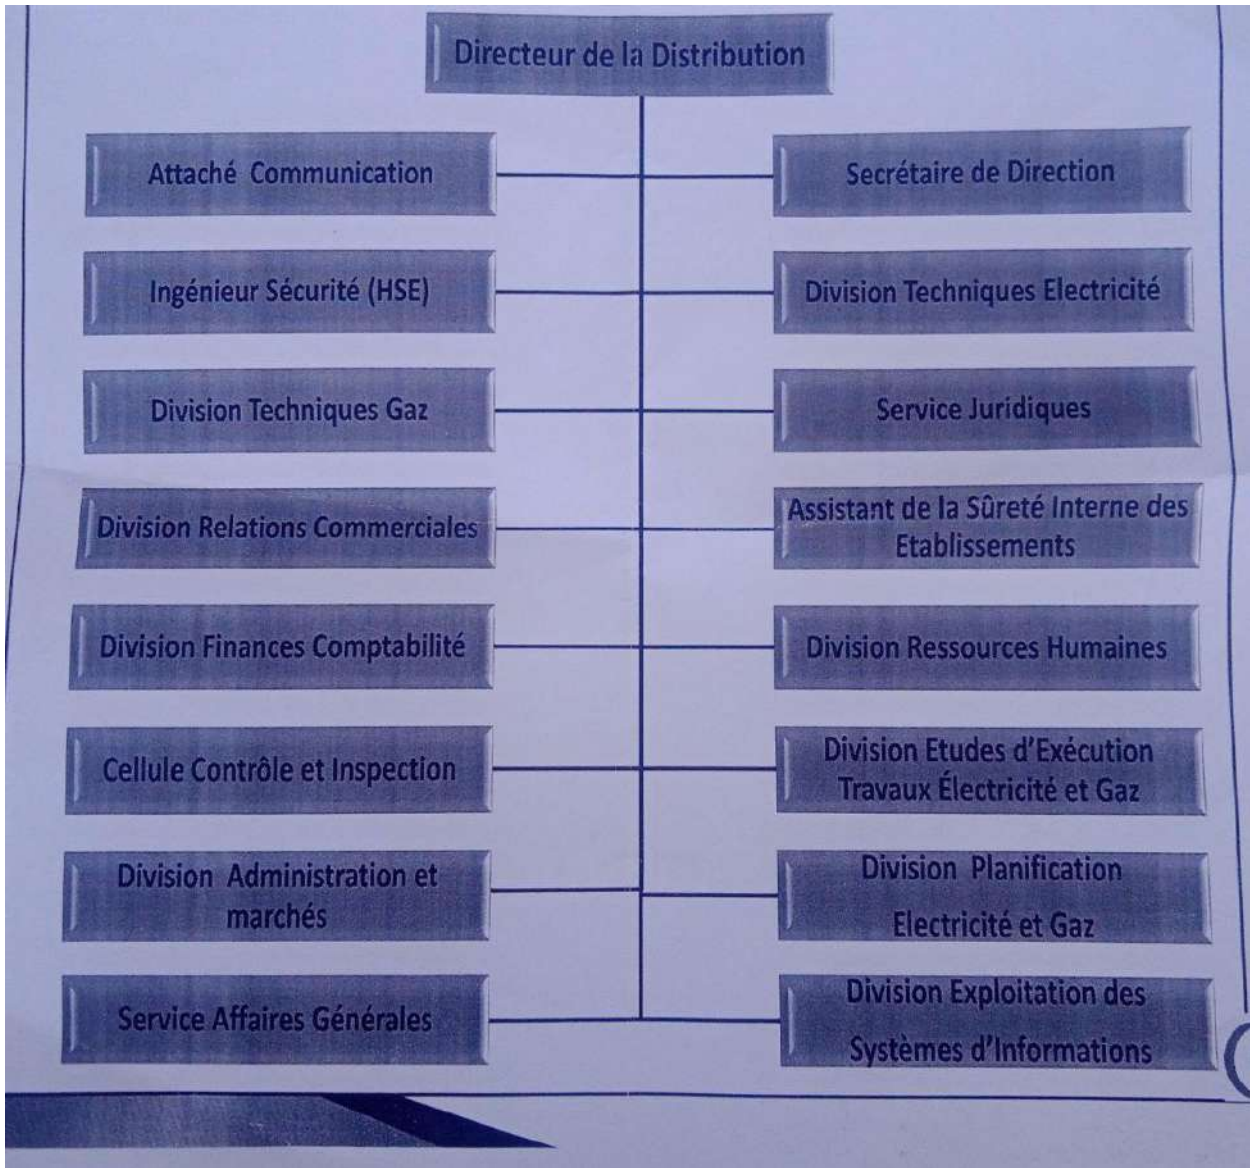 Directeur de la Distribution
Attaché Communication
Secrétaire de Direction
Ingénieur Sécurité (HSE)
Division Techniques Electricité
Division Techniques Gaz
Service Juridiques
Division Relations Commerciales
Assistant de la Sûreté Interne des
Etablissements
Division Finances Comptabilité
Division Ressources Humaines
Cellule Contrôle et Inspection
Division Etudes d'Exécution
Travaux Électricité et Gaz
Division Administration et
marchés
Division Planification
Electricité et Gaz
Service Affaires Générales
Division Exploitation des
Systèmes d'Informations